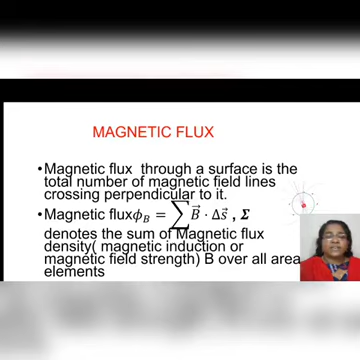 MAGNETIC FLUX
•Magnetic flux through a surface is the
total number of magnetic field lines
crossing perpendicular to it.
•Magnetic flux𝜙_B = ∑ B⃗ · Δs⃗ , Σ
denotes the sum of Magnetic flux
density( magnetic induction or
magnetic field strength) B over all area
elements